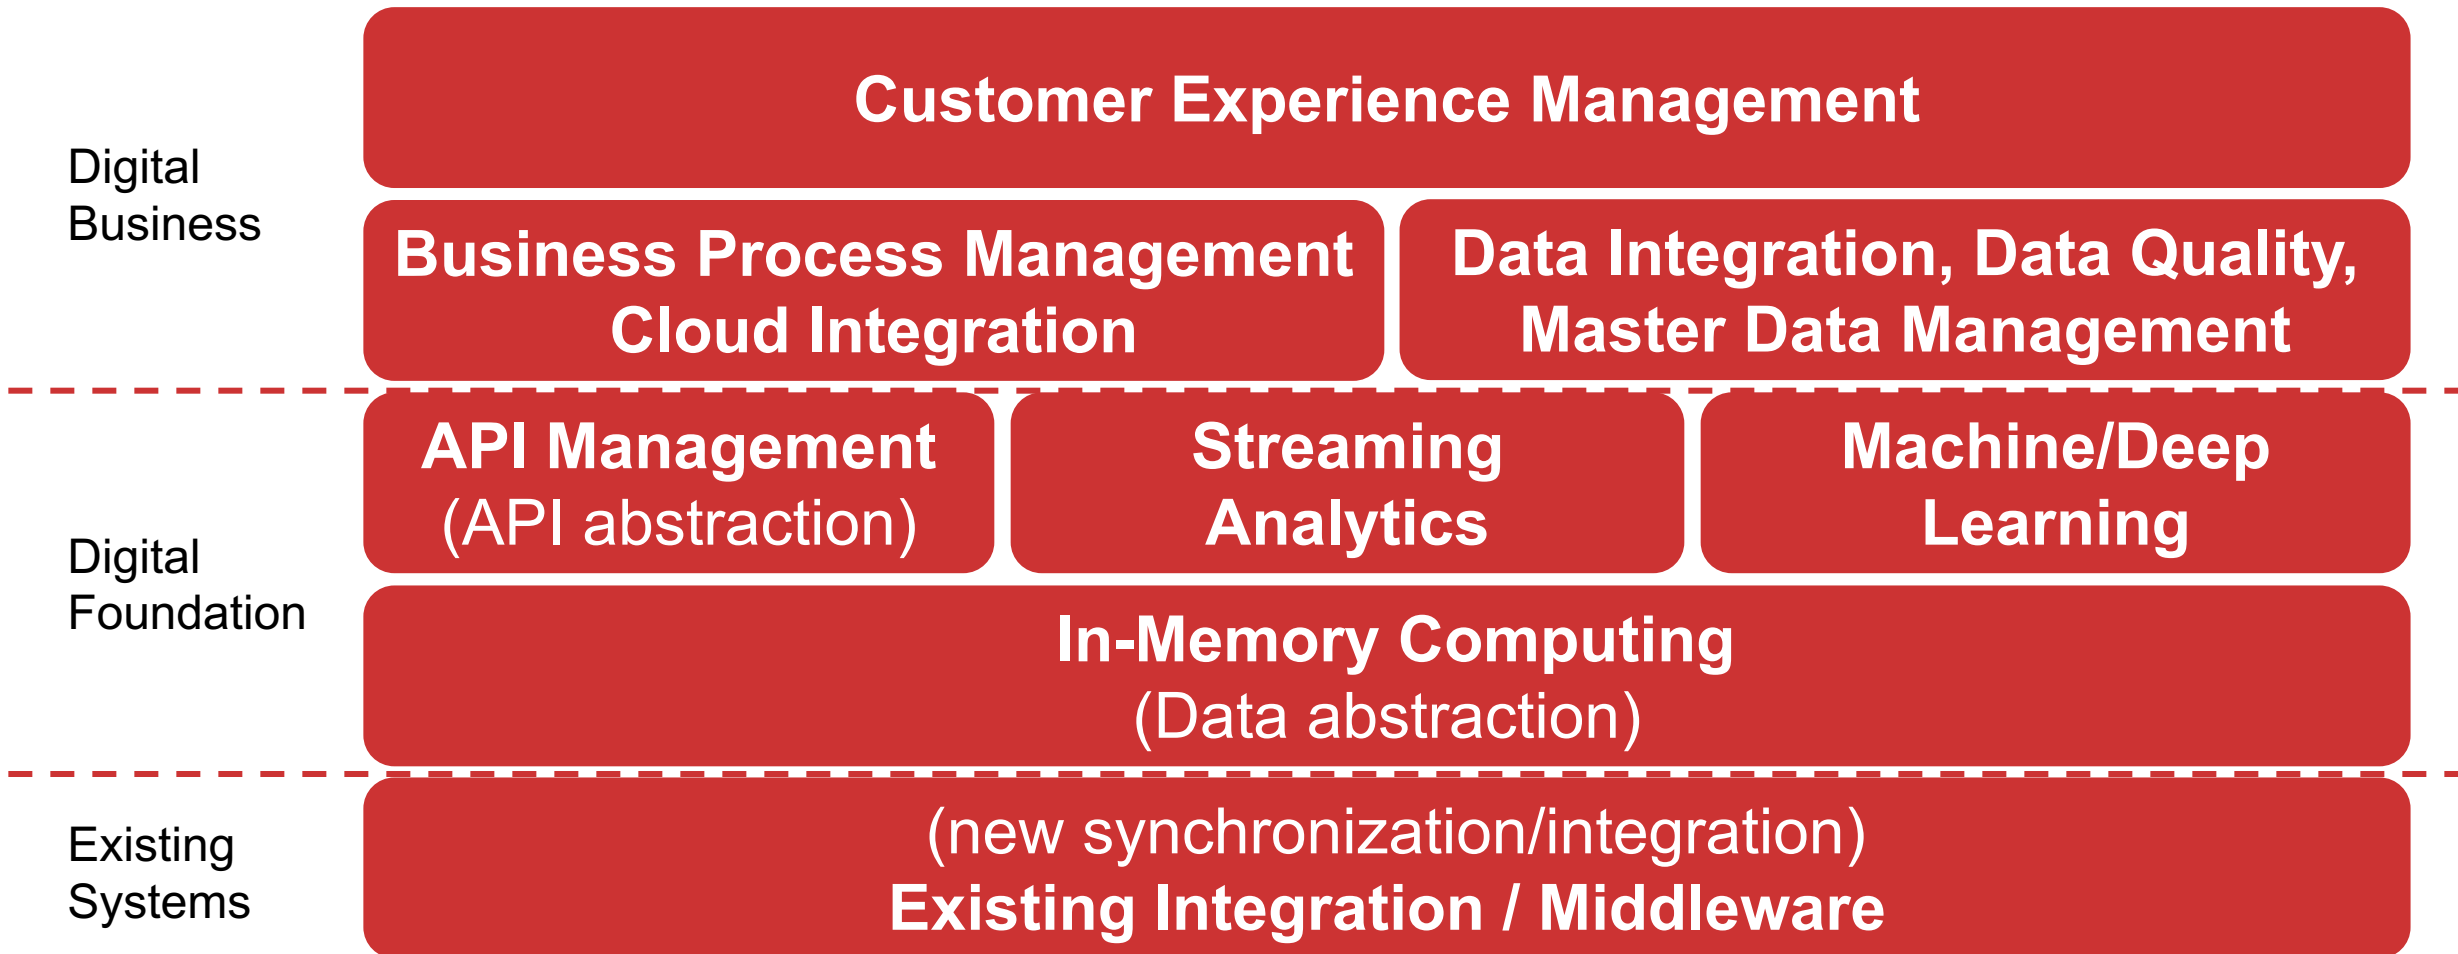 Customer Experience Management
Digital
Business
Business Process Management
Cloud Integration
Data Integration, Data Quality,
Master Data Management
API Management
(API abstraction)
Streaming
Analytics
Machine/Deep
Learning
Digital
Foundation
In-Memory Computing
(Data abstraction)
Existing
Systems
(new synchronization/integration)
Existing Integration / Middleware